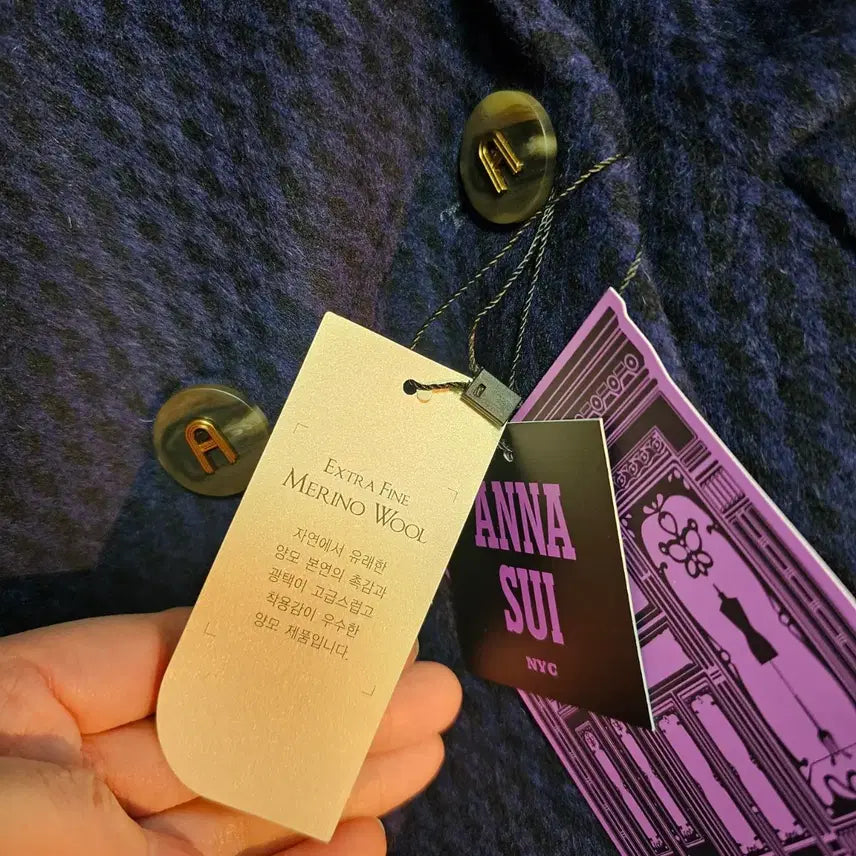 A
A
EXTRA FINE
MERINO WOOL
자연에서 유래한
양모 본연의 촉감과
광택이 고급스럽고
착용감이 우수한
양모 제품입니다.
ANNA
SUI
NYC